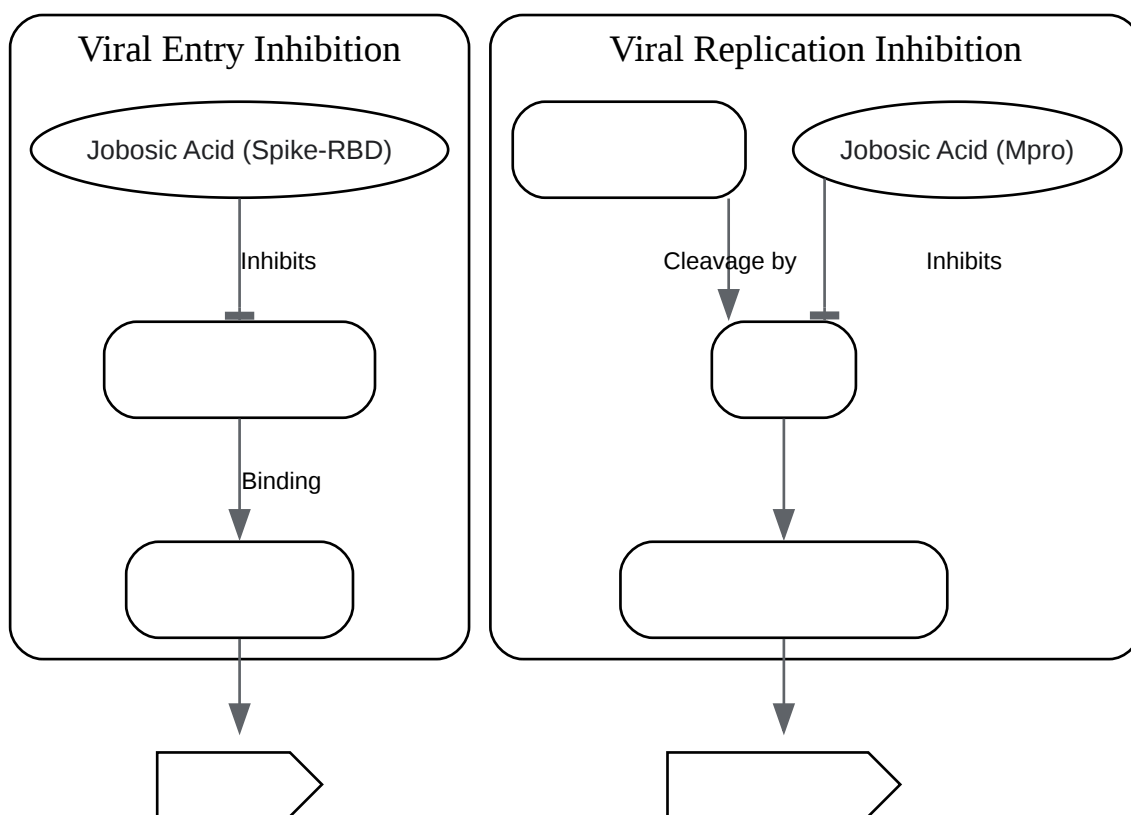 Viral Entry Inhibition
Jobosic Acid (Spike-RBD)
Inhibits
Binding
Viral Replication Inhibition
Jobosic Acid (Mpro)
Cleavage by
Inhibits